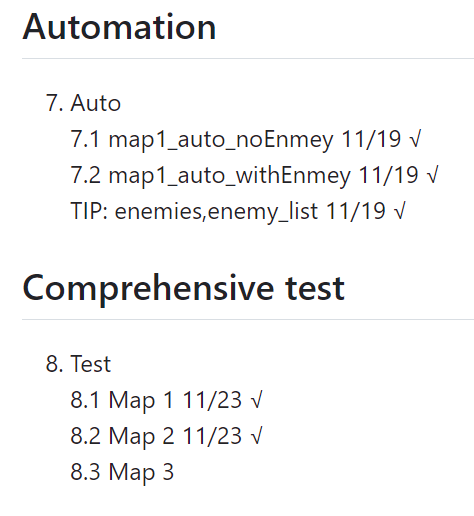 Automation
7. Auto
7.1 map1_auto_noEnmey 11/19 √
7.2 map1_auto_withEnmey 11/19 √
TIP: enemies,enemy_list 11/19 √
Comprehensive test
8. Test
8.1 Map 1 11/23 √
8.2 Map 2 11/23 √
8.3 Map 3